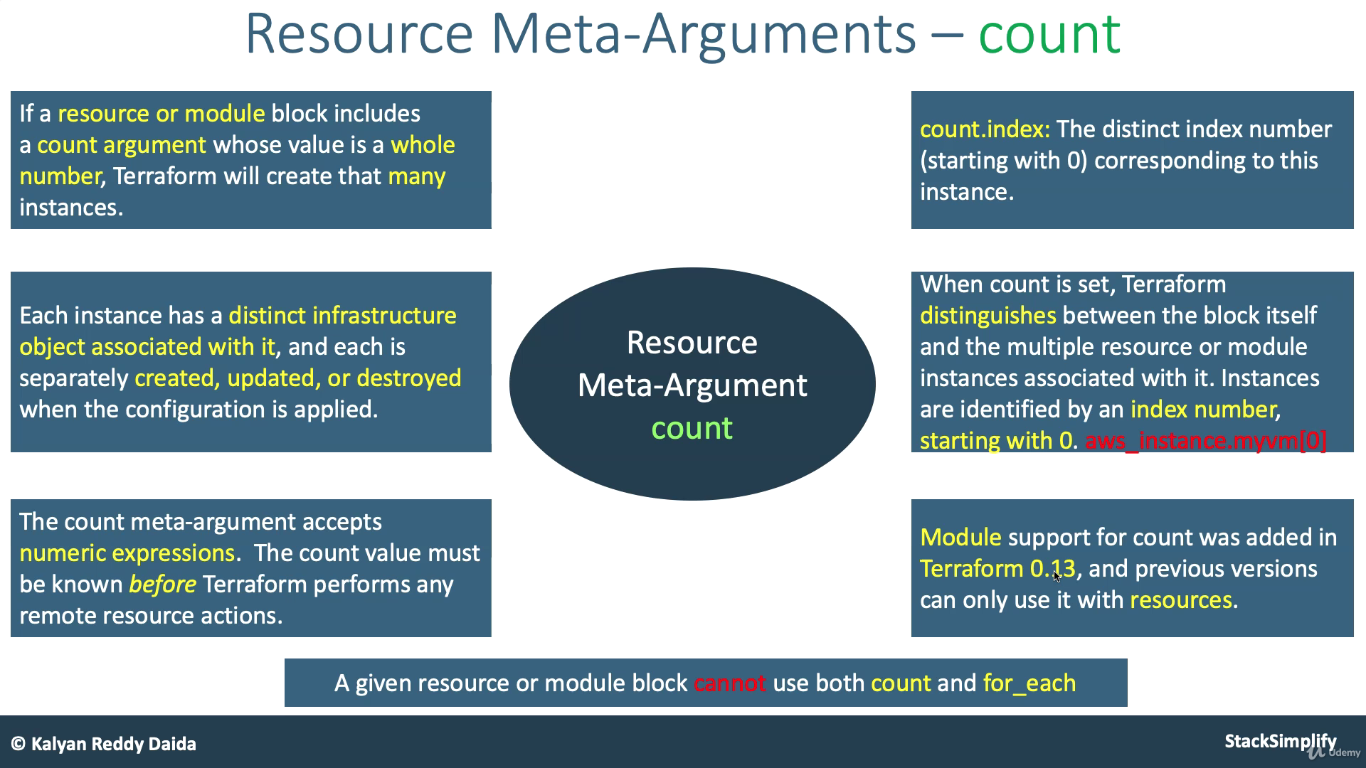 Resource Meta-Arguments – count
If a resource or module block includes
a count argument whose value is a whole
number, Terraform will create that many
instances.
Each instance has a distinct infrastructure
object associated with it, and each is
separately created, updated, or destroyed
when the configuration is applied.
The count meta-argument accepts
numeric expressions. The count value must
be known before Terraform performs any
remote resource actions.
Resource
Meta-Argument
count
count.index: The distinct index number
(starting with 0) corresponding to this
instance.
When count is set, Terraform
distinguishes between the block itself
and the multiple resource or module
instances associated with it. Instances
are identified by an index number,
starting with 0. aws_instance.myvm[0]
Module support for count was added in
Terraform 0.13, and previous versions
can only use it with resources.
A given resource or module block cannot use both count and for_each
© Kalyan Reddy Daida
StackSimplify
Udemy